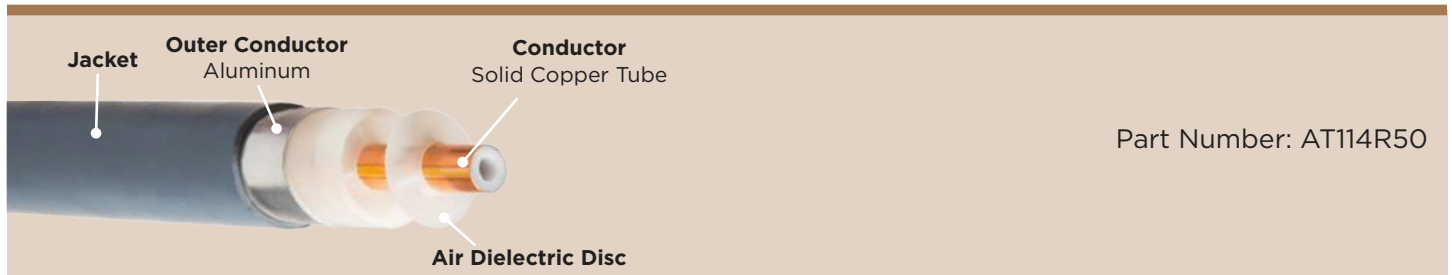 Jacket
Outer Conductor
Aluminum
Conductor
Solid Copper Tube
Part Number: AT114R50
Air Dielectric Disc